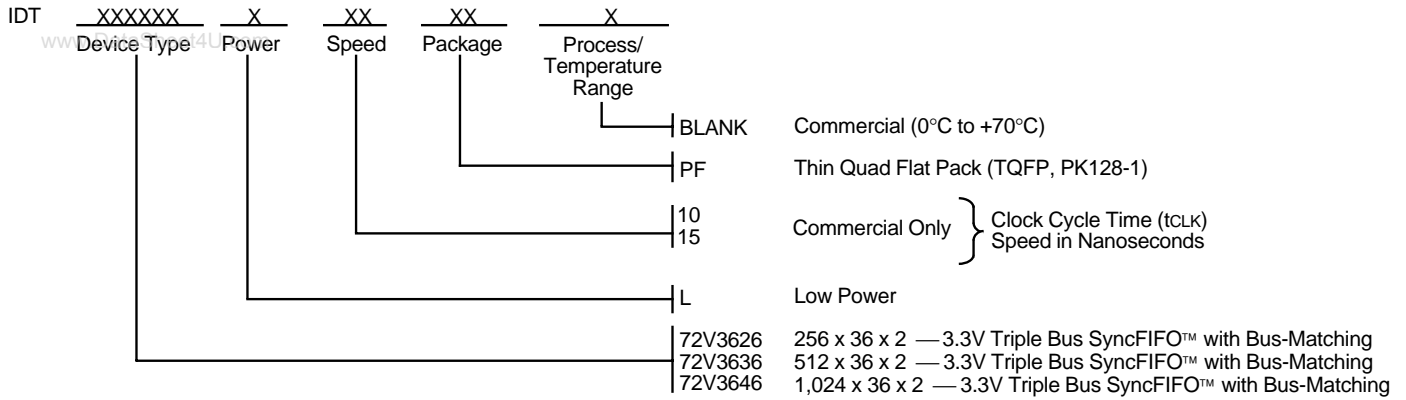 IDT XXXXXX X XX XX X
www.DataSheet4U.com
Device Type Power Speed Package Process/
Temperature
Range
BLANK Commercial (0°C to +70°C)
PF Thin Quad Flat Pack (TQFP, PK128-1)
10
15
Commercial Only
Clock Cycle Time (tCLK)
Speed in Nanoseconds
L Low Power
72V3626 256 x 36 x 2 — 3.3V Triple Bus SyncFIFO™ with Bus-Matching
72V3636 512 x 36 x 2 — 3.3V Triple Bus SyncFIFO™ with Bus-Matching
72V3646 1,024 x 36 x 2 — 3.3V Triple Bus SyncFIFO™ with Bus-Matching